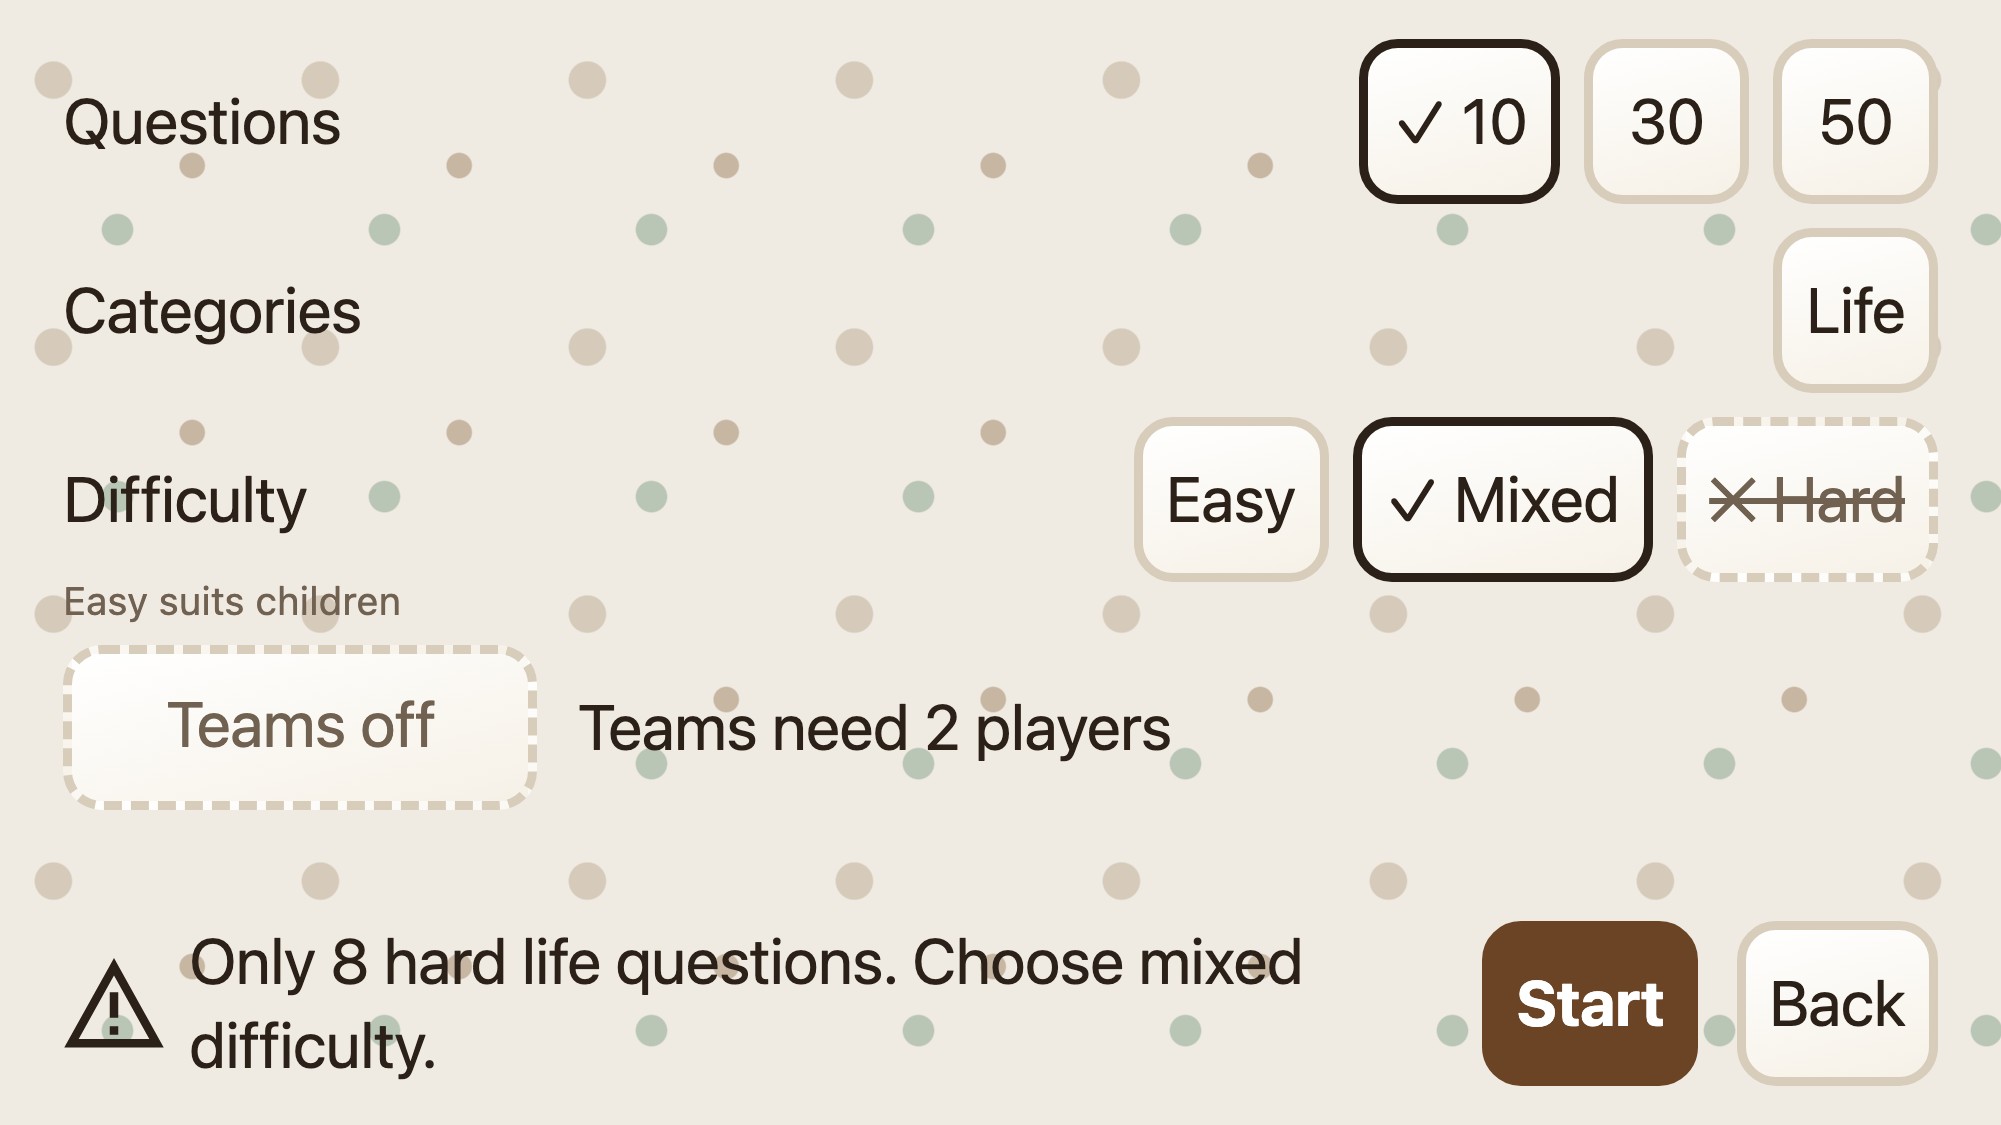 Questions
✓ 10
30
50
Categories
Life
Difficulty
Easy
✓ Mixed
✕ Hard
Easy suits children
Teams off
Teams need 2 players
Only 8 hard life questions. Choose mixed
difficulty.
Start
Back